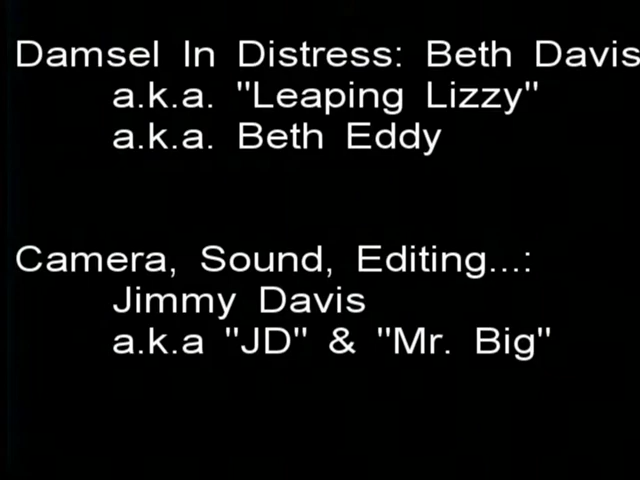 Damsel In Distress: Beth Davis
a.k.a. "Leaping Lizzy"
a.k.a. Beth Eddy
Camera, Sound, Editing...:
Jimmy Davis
a.k.a "JD" & "Mr. Big"